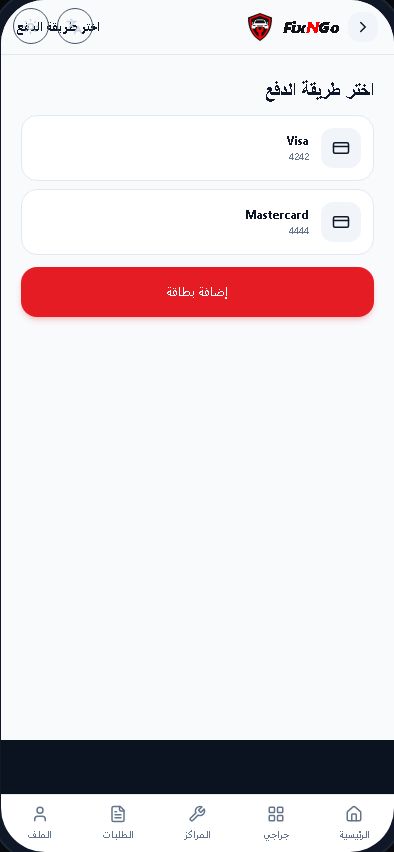 FixNGo
اختر طريقة الدفع
اختر طريقة الدفع
Visa
4242
Mastercard
4444
إضافة بطاقة
الرئيسية
جراجي
المراكز
الطلبات
الملف